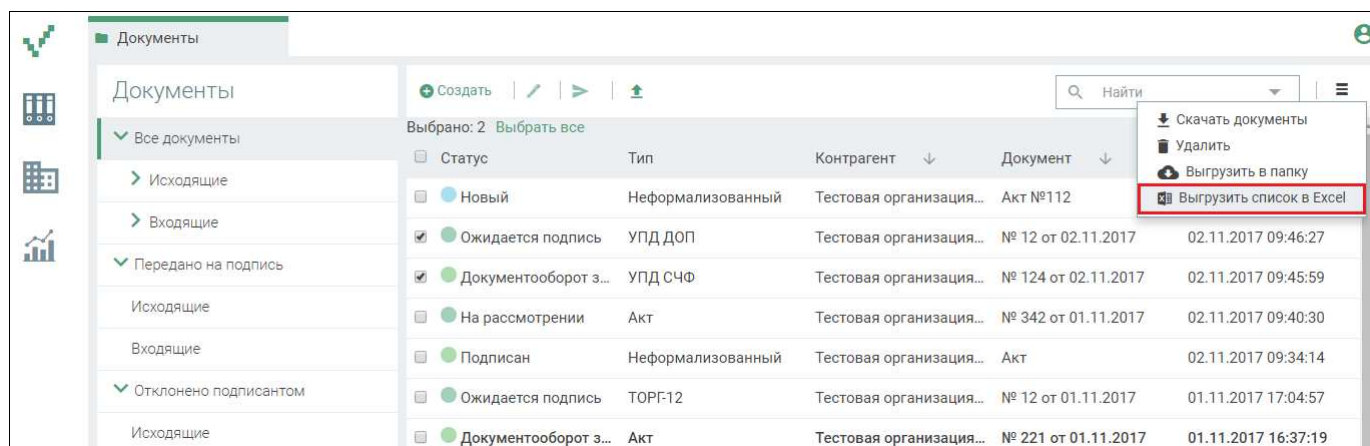 Документы
Документы
Все документы
Исходящие
Входящие
Передано на подпись
Исходящие
Входящие
Отклонено подписантом
Исходящие
Создать
Найти
Выбрано: 2 Выбрать все
Скачать документы
Удалить
Выгрузить в папку
Выгрузить список в Excel
Статус Тип Контрагент Документ
Новый Неформализованный Тестовая организация... Акт №112
Ожидается подпись УПД ДОП Тестовая организация... № 12 от 02.11.2017 02.11.2017 09:46:27
Документооборот з... УПД СЧФ Тестовая организация... № 124 от 02.11.2017 02.11.2017 09:45:59
На рассмотрении Акт Тестовая организация... № 342 от 01.11.2017 02.11.2017 09:40:30
Подписан Неформализованный Тестовая организация... Акт 02.11.2017 09:34:14
Ожидается подпись ТОРГ-12 Тестовая организация... № 12 от 01.11.2017 01.11.2017 17:04:57
Документооборот з... Акт Тестовая организация... № 221 от 01.11.2017 01.11.2017 16:37:19